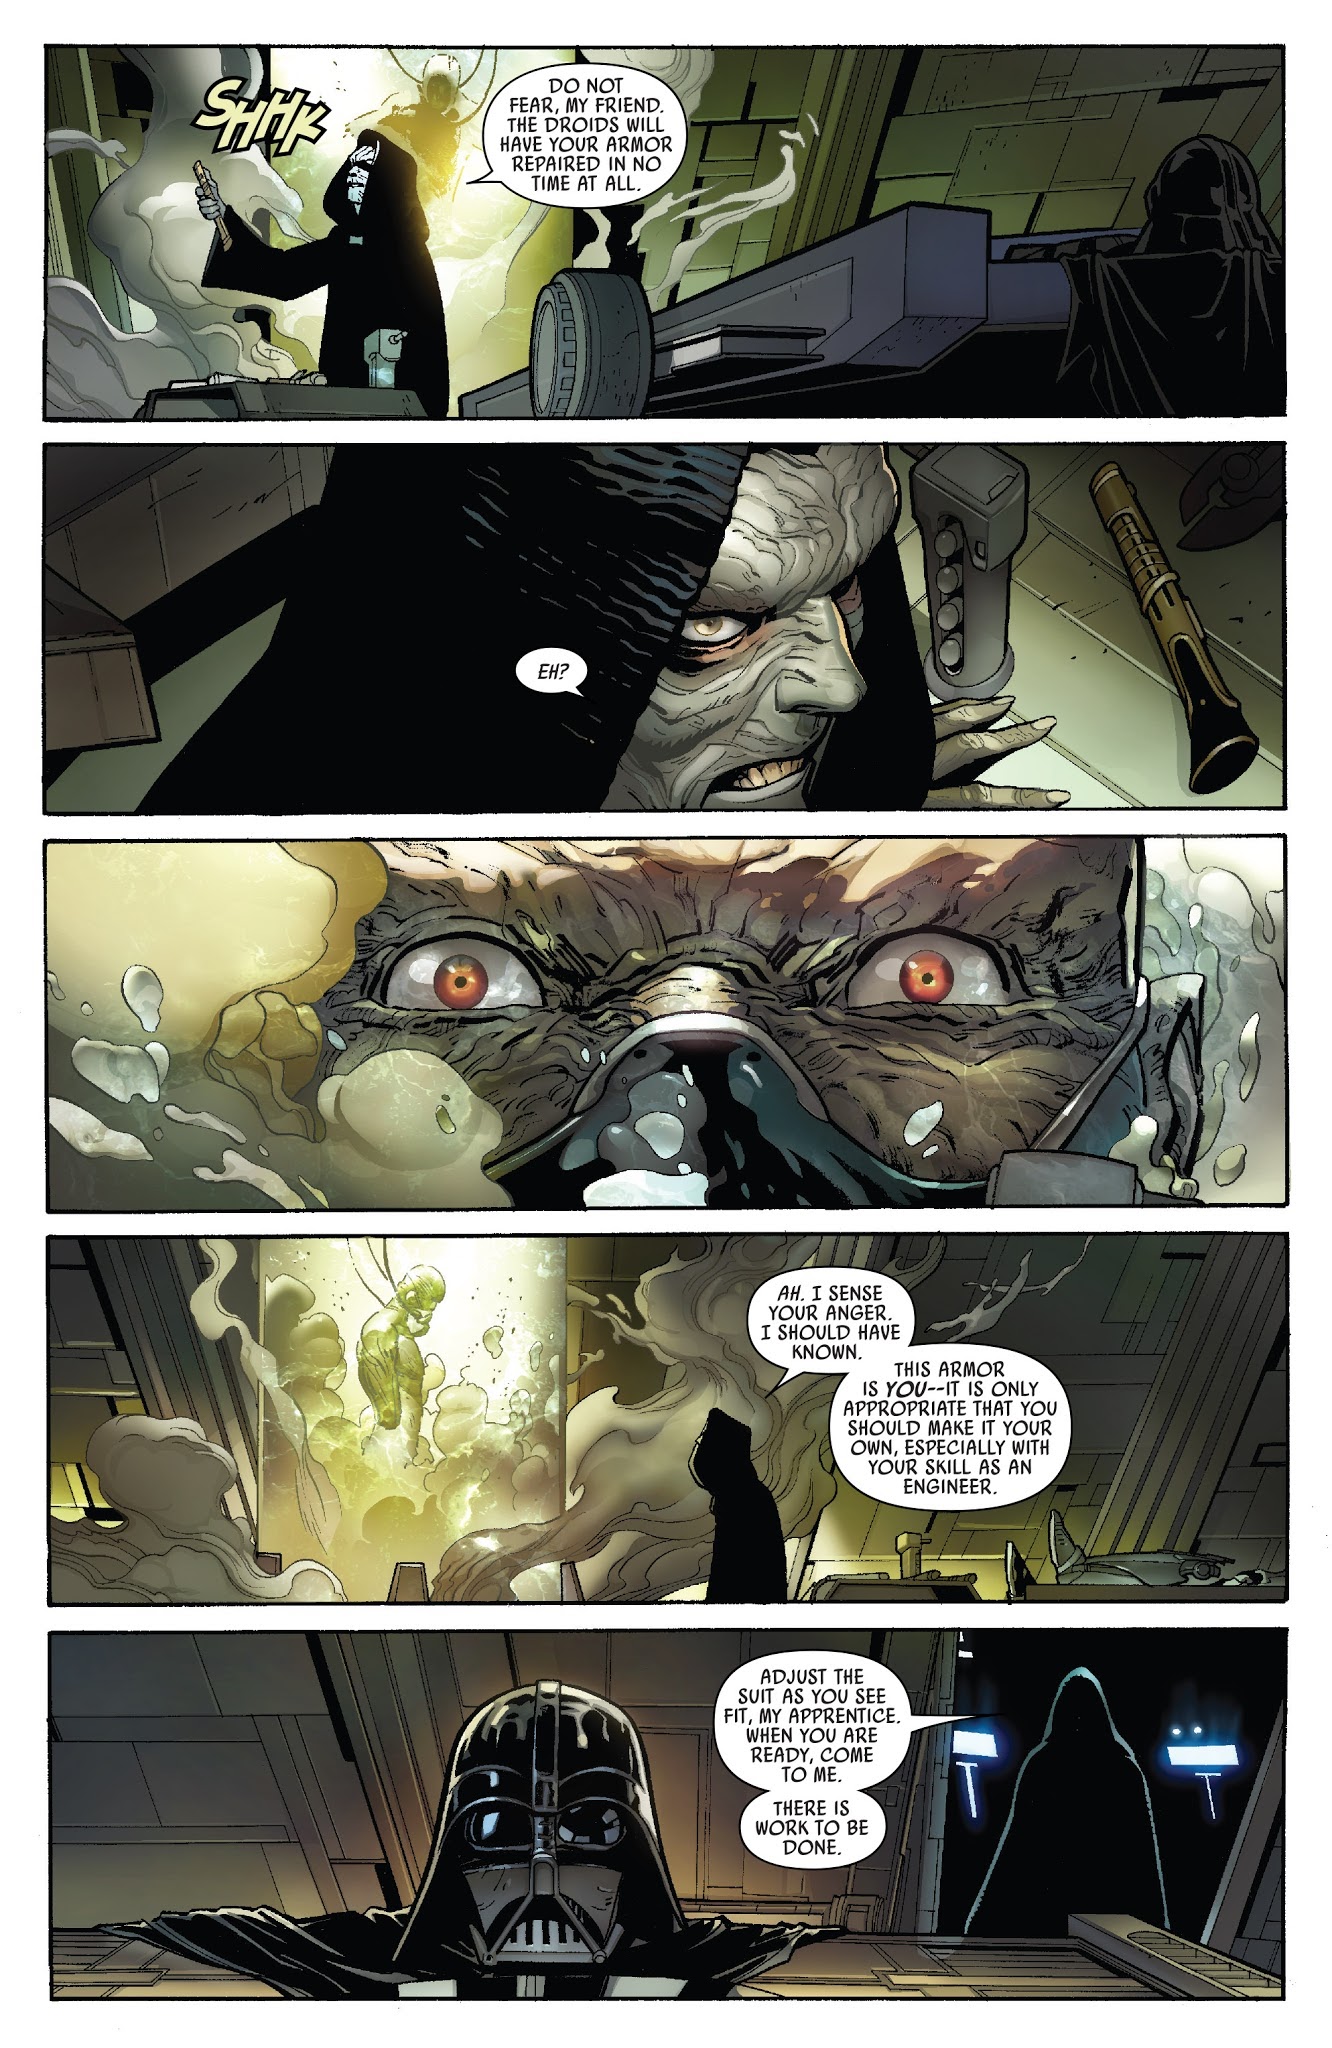 SHHK
DO NOT
FEAR, MY FRIEND.
THE DROIDS WILL
HAVE YOUR ARMOR
REPAIRED IN NO
TIME AT ALL.
EH?
AH. I SENSE
YOUR ANGER.
I SHOULD HAVE
KNOWN.
THIS ARMOR
IS YOU--IT IS ONLY
APPROPRIATE THAT YOU
SHOULD MAKE IT YOUR
OWN, ESPECIALLY WITH
YOUR SKILL AS AN
ENGINEER.
ADJUST THE
SUIT AS YOU SEE
FIT, MY APPRENTICE.
WHEN YOU ARE
READY, COME
TO ME.
THERE IS
WORK TO BE
DONE.